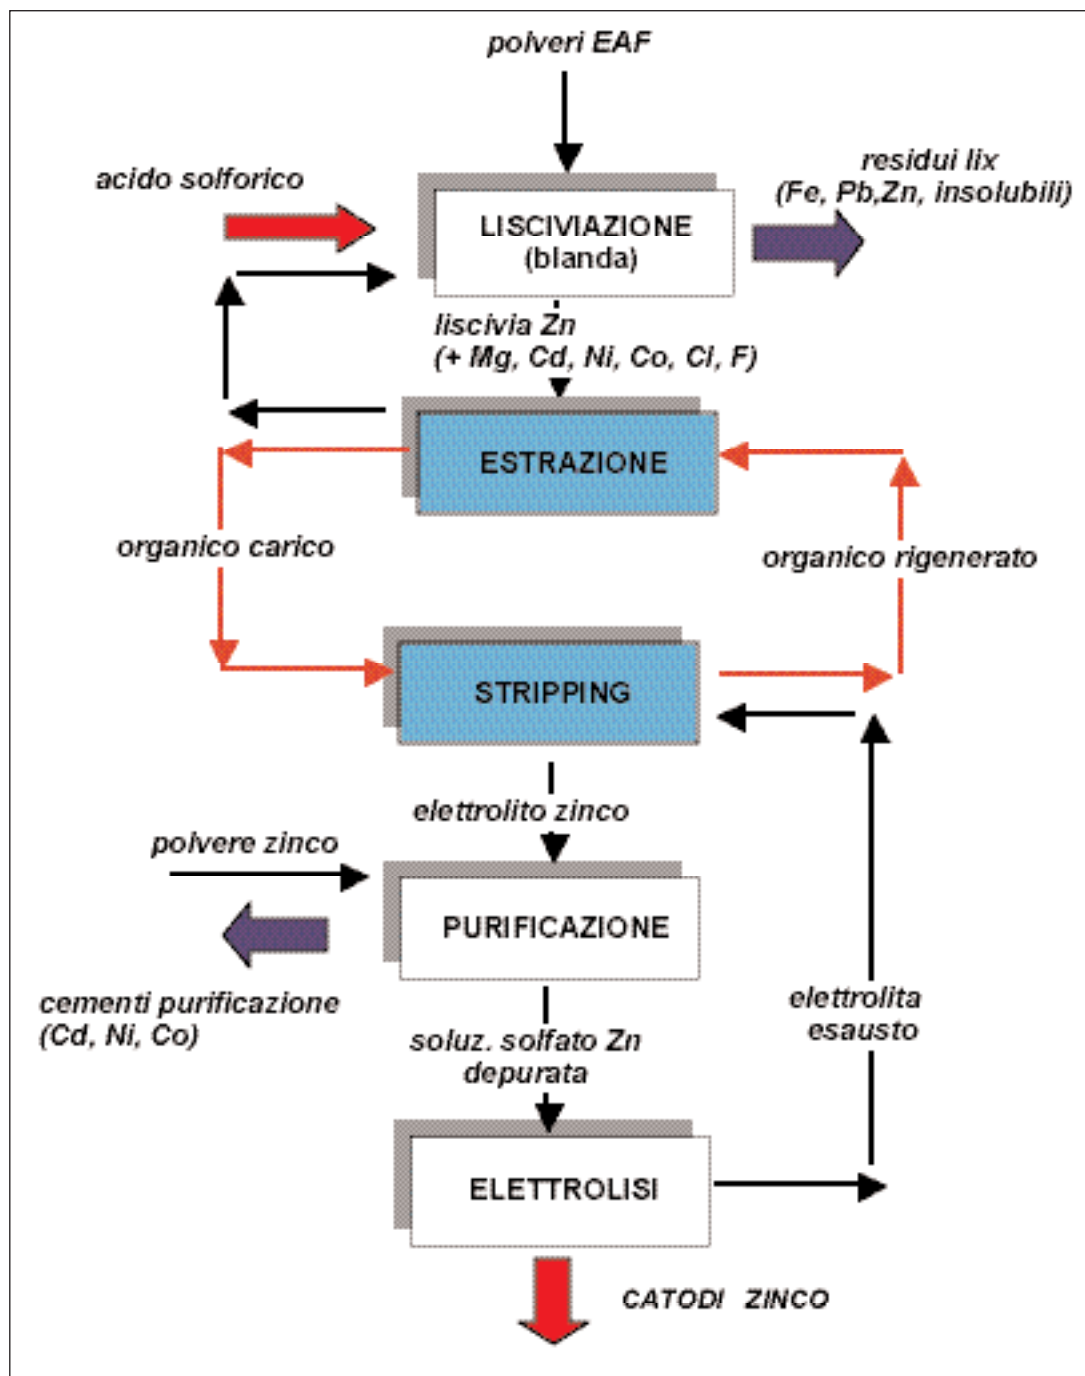 polveri EAF
acido solforico
residui lix
(Fe, Pb,Zn, insolubili)
LISCIVIAZIONE
(blanda)
liscivia Zn
(+ Mg, Cd, Ni, Co, Cl, F)
ESTRAZIONE
organico carico
organico rigenerato
STRIPPING
elettrolito zinco
polvere zinco
PURIFICAZIONE
cementi purificazione
(Cd, Ni, Co)
elettrolita
esausto
soluz. solfato Zn
depurata
ELETTROLISI
CATODI ZINCO